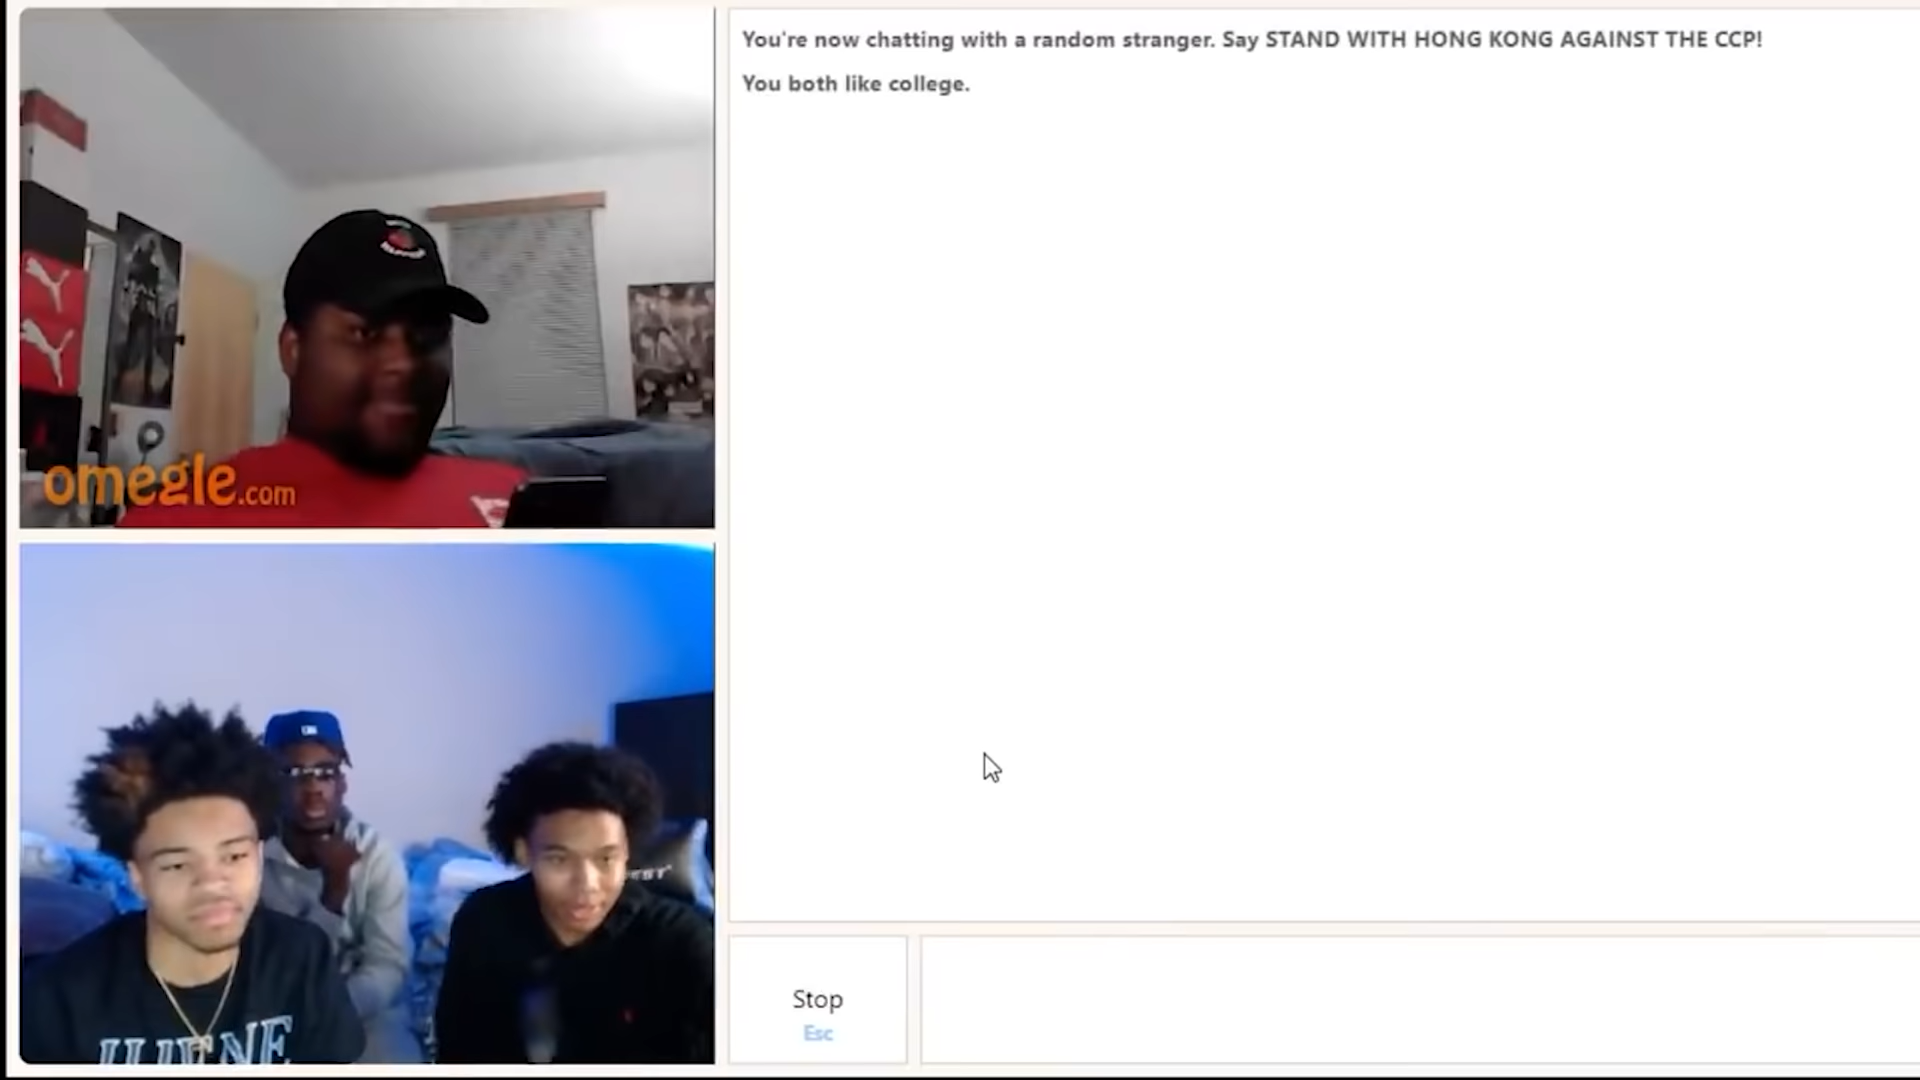 You're now chatting with a random stranger. Say STAND WITH HONG KONG AGAINST THE CCP!
You both like college.
omegle.com
Stop
Esc